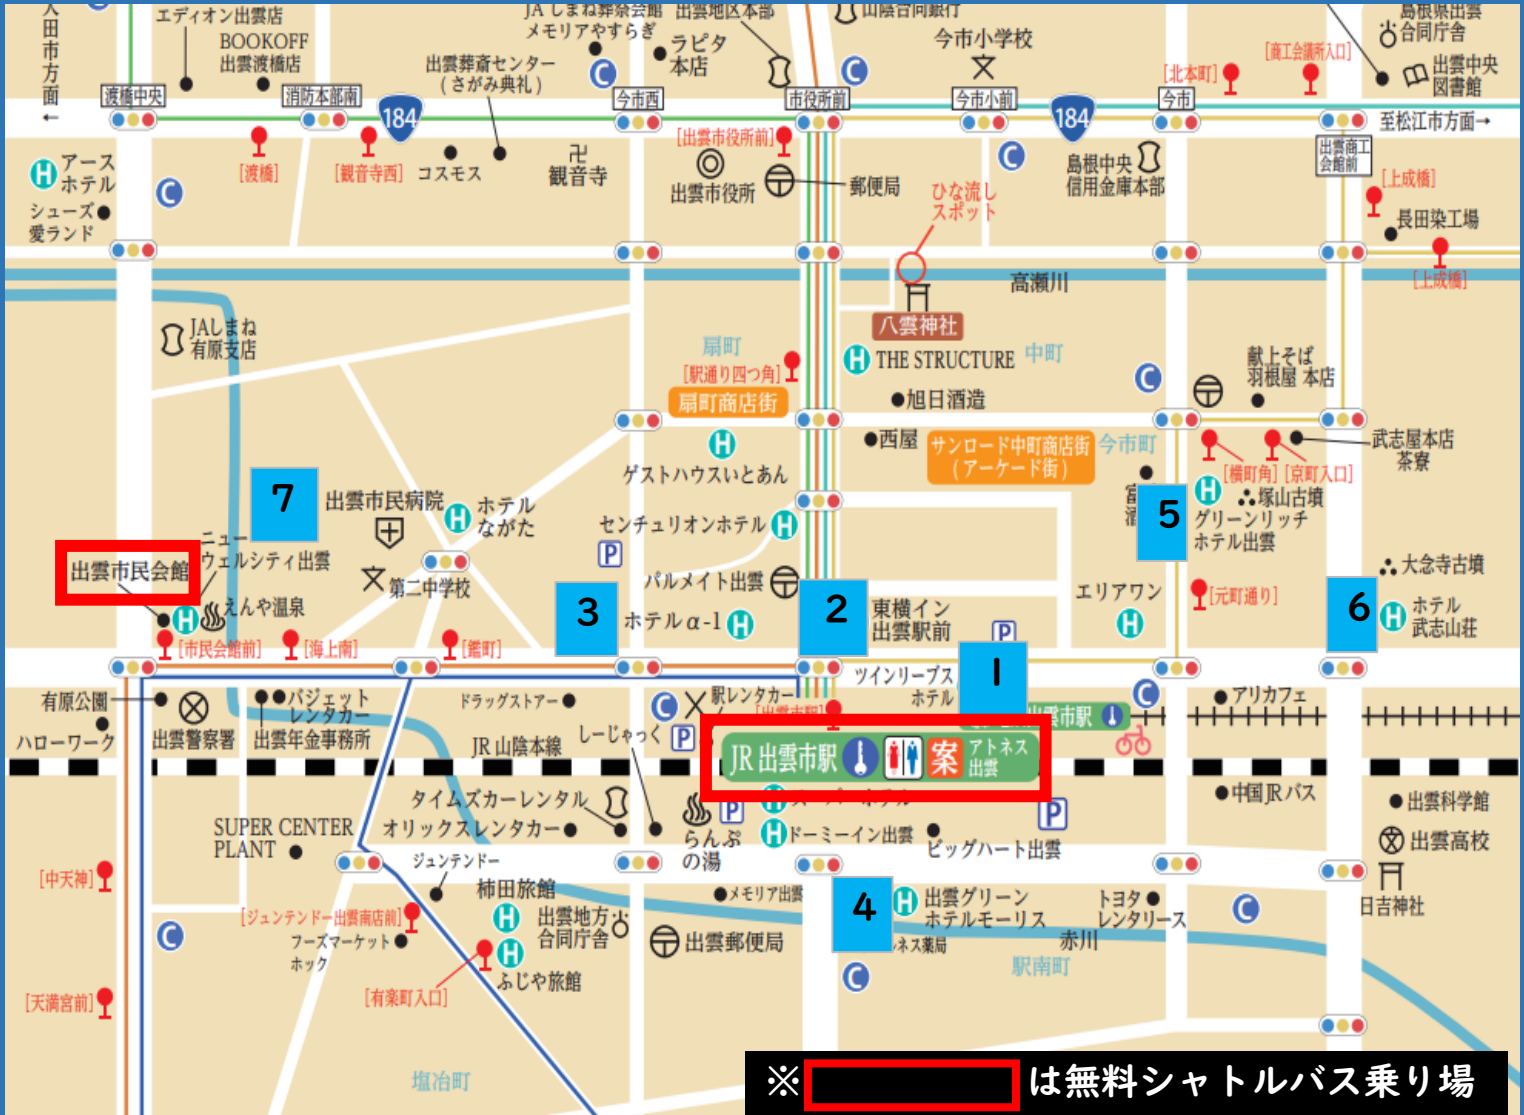 大田市方面
←
エディオン出雲店
BOOKOFF
出雲渡橋店
JAしまね葬祭会館
メモリアやすらぎ
出雲地区本部
ラピタ
本店
出雲葬斎センター
(さがみ典礼)
山陰合同銀行
今市小学校
[商工会議所入口]
[北本町]
島根県出雲
合同庁舎
出雲中央
図書館
渡橋中央
消防本部南
184
今市西
市役所前
今市小前
184
今市
至松江市方面→
出雲商工
会館前
アース
ホテル
シューズ
愛ランド
[渡橋]
[観音寺西]
コスモス
観音寺
[出雲市役所前]
出雲市役所
郵便局
ひな流し
スポット
島根中央
信用金庫本部
[上成橋]
長田染工場
[上成橋]
高瀬川
JAしまね
有原支店
扇町
[駅通り四つ角]
扇町商店街
八雲神社
THE STRUCTURE
中町
旭日酒造
西屋
サンロード中町商店街
(アーケード街)
今市町
献上そば
羽根屋 本店
武志屋本店
茶寮
[横町角]
[京町入口]
塚山古墳
グリーンリッチ
ホテル出雲
富
酒
5
ゲストハウスいとあん
センチュリオンホテル
P
パルメイト出雲
ホテルα-1
7
出雲市民病院
ホテル
ながた
第二中学校
ニュー
ウェルシティ出雲
出雲市民会館
えんや温泉
[市民会館前]
[海上南]
[鑑町]
3
2
東横イン
出雲駅前
P
エリアワン
[元町通り]
6
大念寺古墳
ホテル
武志山荘
1
ツインリーブス
ホテル
有原公園
ハローワーク
出雲警察署
バジェット
レンタカー
出雲年金事務所
ドラッグストアー
JR山陰本線
しーじゃっく
P
駅レンタカー
[出雲市駅]
出雲市駅
アリカフェ
JR出雲市駅
案
アトネス
出雲
中国JRバス
出雲科学館
出雲高校
日吉神社
SUPER CENTER
PLANT
タイムズカーレンタル
オリックスレンタカー
ジュンテンドー
らんぷ
の湯
P
スーパーホテル
ドーミーイン出雲
ビッグハート出雲
P
[中天神]
[天満宮前]
[ジュンテンドー出雲南店前]
フーズマーケット
ホック
柿田旅館
出雲地方
合同庁舎
ふじや旅館
[有楽町入口]
メモリア出雲
出雲郵便局
4
出雲グリーン
ホテルモーリス
ルネス薬局
トヨタ
レンタリース
赤川
駅南町
塩冶町
※ は無料シャトルバス乗り場